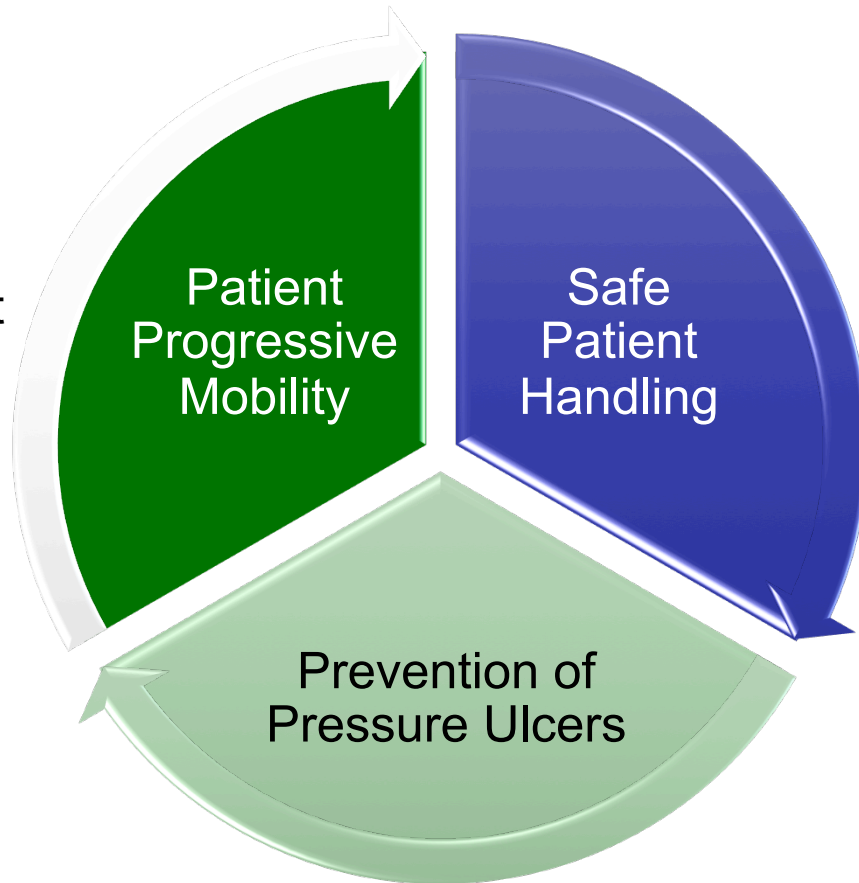 Patient
Progressive
Mobility
Safe
Patient
Handling
Prevention of
Pressure Ulcers